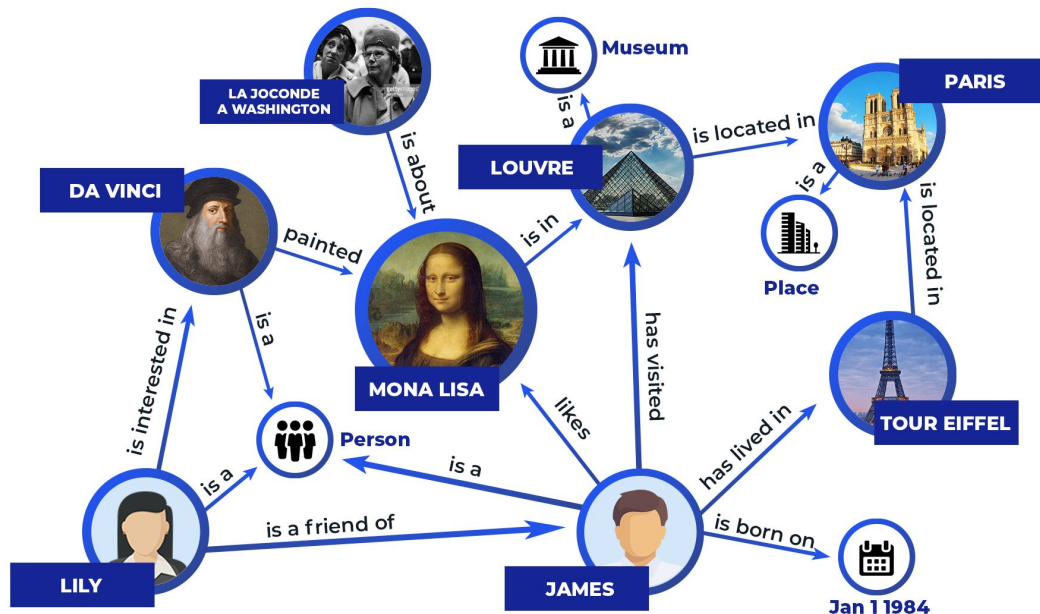 Museum
LA JOCONDE
A WASHINGTON
PARIS
is a
is located in
is about
LOUVRE
is a
DA VINCI
is located in
painted
is in
Place
is a
has visited
is interested in
MONA LISA
likes
TOUR EIFFEL
Person
has lived in
is a
is a
is a friend of
is born on
LILY
JAMES
Jan 1 1984